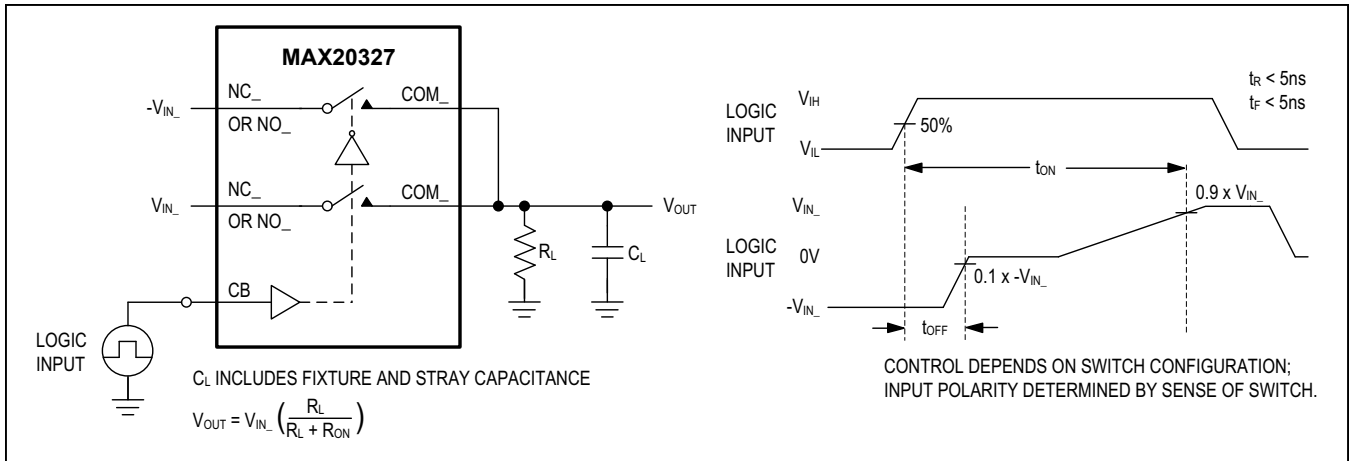 MAX20327
-VIN_
NC_
OR NO_
COM_
VIN_
NC_
OR NO_
COM_
VOUT
RL
CL
CB
LOGIC
INPUT
CL INCLUDES FIXTURE AND STRAY CAPACITANCE
VOUT = VIN_ (RL / RL + RON)
tR < 5ns
tF < 5ns
LOGIC
INPUT
VIH
VIL
50%
tON
LOGIC
INPUT
VIN_
0V
-VIN_
0.9 x VIN_
0.1 x -VIN_
tOFF
CONTROL DEPENDS ON SWITCH CONFIGURATION;
INPUT POLARITY DETERMINED BY SENSE OF SWITCH.